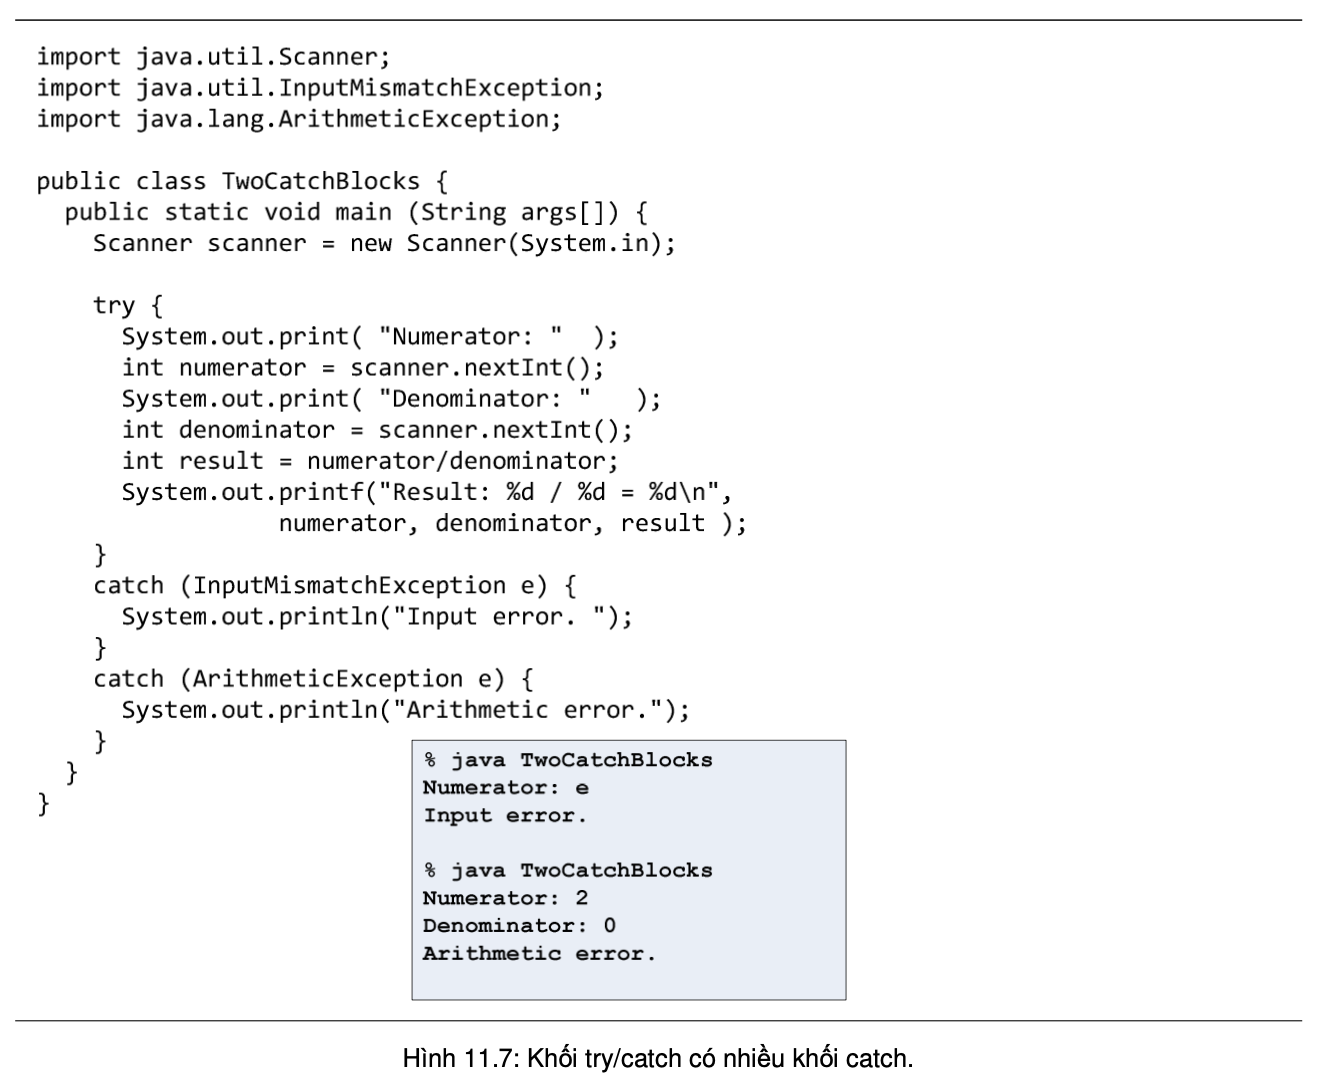 import java.util.Scanner;
import java.util.InputMismatchException;
import java.lang.ArithmeticException;

public class TwoCatchBlocks {
  public static void main (String args[]) {
    Scanner scanner = new Scanner(System.in);

    try {
      System.out.print( "Numerator: "  );
      int numerator = scanner.nextInt();
      System.out.print( "Denominator: "   );
      int denominator = scanner.nextInt();
      int result = numerator/denominator;
      System.out.printf("Result: %d / %d = %d\n",
                 numerator, denominator, result );
    }
    catch (InputMismatchException e) {
      System.out.println("Input error. ");
    }
    catch (ArithmeticException e) {
      System.out.println("Arithmetic error.");
    }
  }
}
% java TwoCatchBlocks
Numerator: e
Input error.

% java TwoCatchBlocks
Numerator: 2
Denominator: 0
Arithmetic error.

Hình 11.7: Khối try/catch có nhiều khối catch.